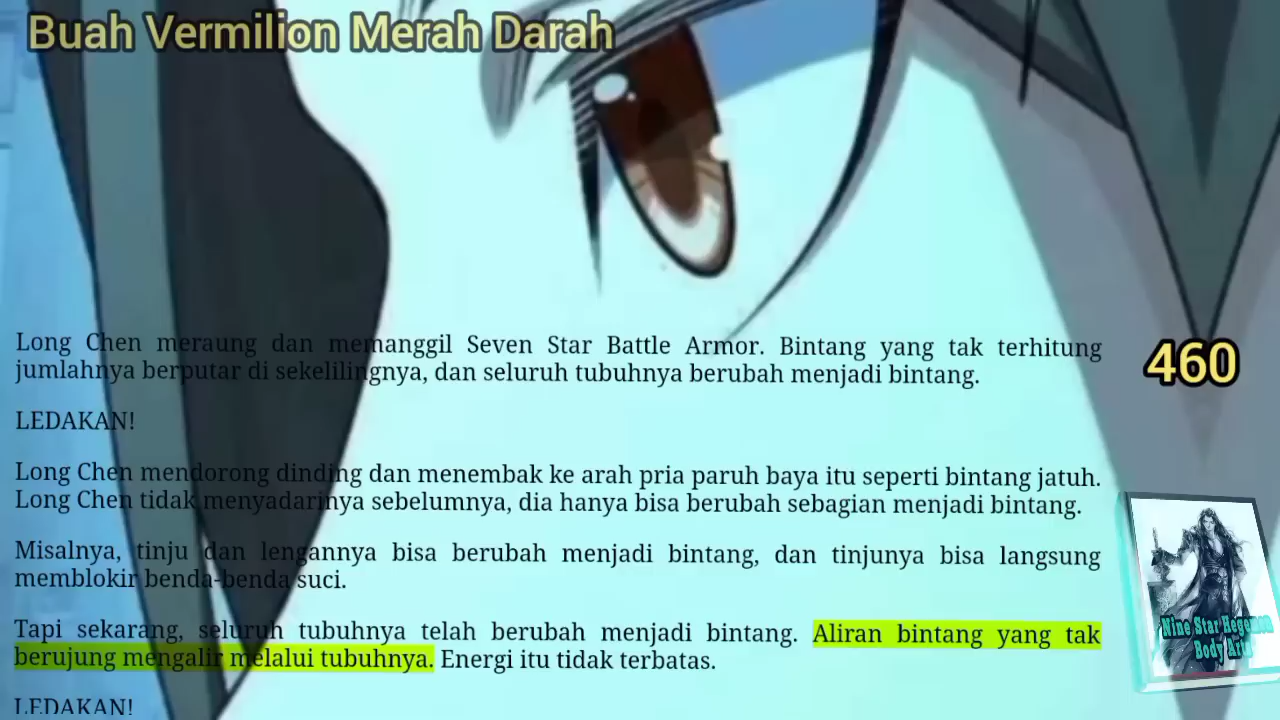 Buah Vermilion Merah Darah
Long Chen meraung dan memanggil Seven Star Battle Armor. Bintang yang tak terhitung
jumlahnya berputar di sekelilingnya, dan seluruh tubuhnya berubah menjadi bintang.
460
LEDAKAN!
Long Chen mendorong dinding dan menembak ke arah pria paruh baya itu seperti bintang jatuh.
Long Chen tidak menyadarinya sebelumnya, dia hanya bisa berubah sebagian menjadi bintang.
Misalnya, tinju dan lengannya bisa berubah menjadi bintang, dan tinjunya bisa langsung
memblokir benda-benda suci.
Tapi sekarang, seluruh tubuhnya telah berubah menjadi bintang. Aliran bintang yang tak
berujung mengalir melalui tubuhnya. Energi itu tidak terbatas.
Nine Star Hegemon
Body Arts
LEDAKAN!